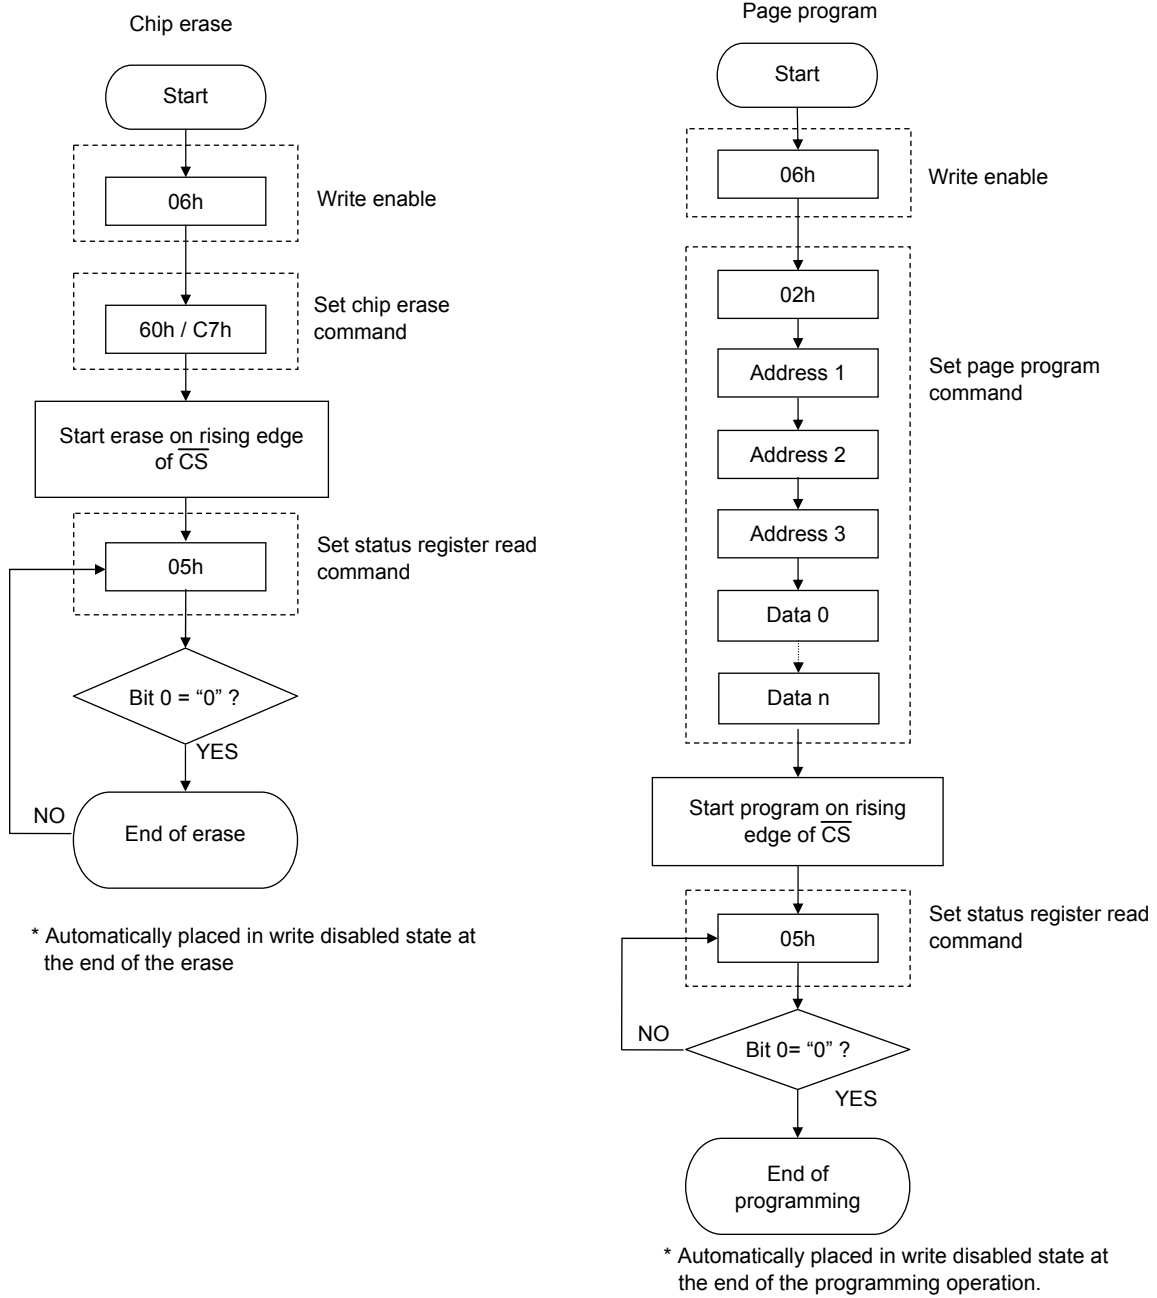 Chip erase
Start
06h
Write enable
60h / C7h
Set chip erase
command
Start erase on rising edge
of CS
05h
Set status register read
command
Bit 0 = “0” ?
YES
NO
End of erase
* Automatically placed in write disabled state at
the end of the erase
Page program
Start
06h
Write enable
02h
Address 1
Set page program
command
Address 2
Address 3
Data 0
Data n
Start program on rising
edge of CS
05h
Set status register read
command
NO
Bit 0= “0” ?
YES
End of
programming
* Automatically placed in write disabled state at
the end of the programming operation.